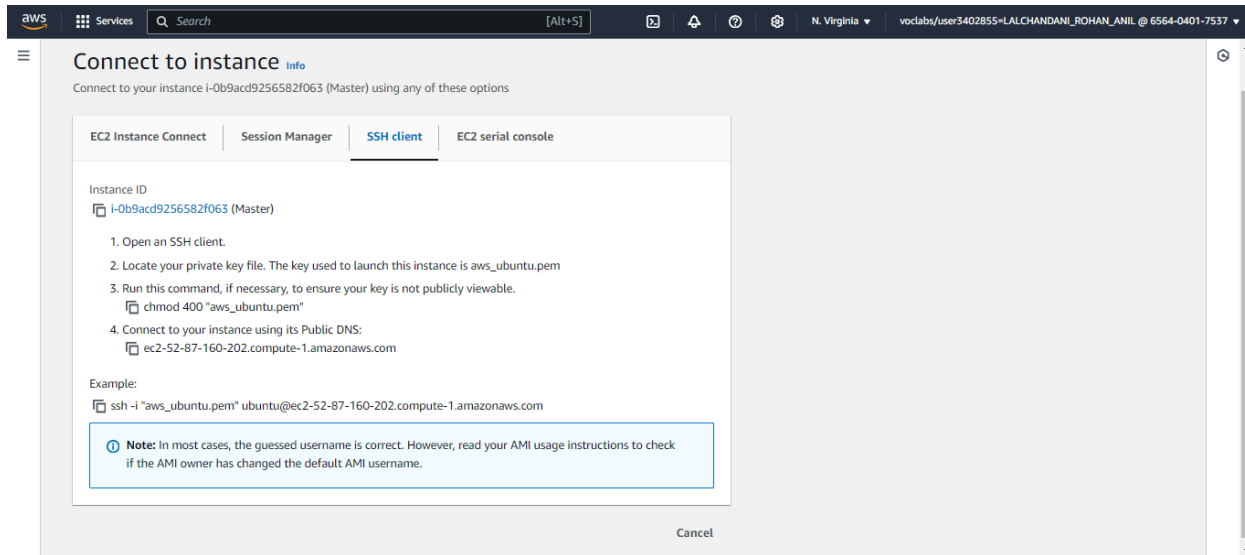 aws
Services
Search
[Alt+S]
N. Virginia
voclabs/user3402855=LALCHANDANI_ROHAN_ANIL @ 6564-0401-7537
Connect to instance Info
Connect to your instance i-0b9acd9256582f063 (Master) using any of these options
EC2 Instance Connect
Session Manager
SSH client
EC2 serial console
Instance ID
i-0b9acd9256582f063 (Master)
1. Open an SSH client.
2. Locate your private key file. The key used to launch this instance is aws_ubuntu.pem
3. Run this command, if necessary, to ensure your key is not publicly viewable.
chmod 400 "aws_ubuntu.pem"
4. Connect to your instance using its Public DNS:
ec2-52-87-160-202.compute-1.amazonaws.com
Example:
ssh -i "aws_ubuntu.pem" ubuntu@ec2-52-87-160-202.compute-1.amazonaws.com
Note: In most cases, the guessed username is correct. However, read your AMI usage instructions to check
if the AMI owner has changed the default AMI username.
Cancel